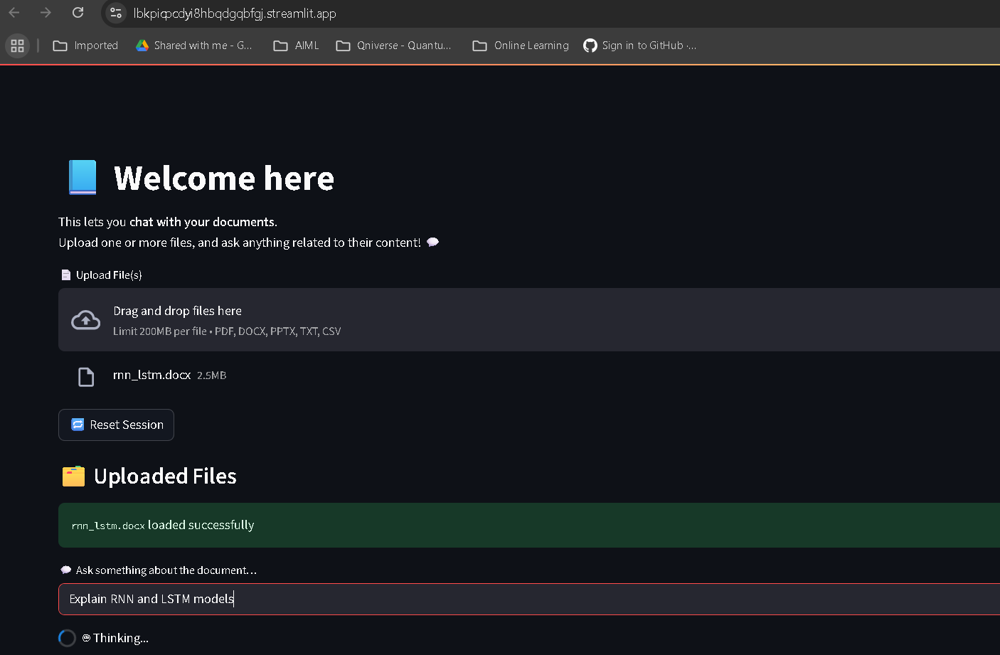 lbkpiqpcdyi8hbqdgqbfgj.streamlit.app
Imported Shared with me - G... AIML Qniverse - Quantu... Online Learning Sign in to GitHub ·...
Welcome here
This lets you chat with your documents.
Upload one or more files, and ask anything related to their content!
Upload File(s)
Drag and drop files here
Limit 200MB per file • PDF, DOCX, PPTX, TXT, CSV
rnn_lstm.docx 2.5MB
Reset Session
Uploaded Files
rnn_lstm.docx loaded successfully
Ask something about the document...
Explain RNN and LSTM models
Thinking...